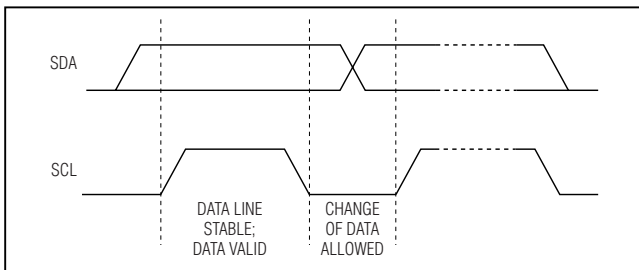 SDA
SCL
DATA LINE
STABLE;
DATA VALID
CHANGE
OF DATA
ALLOWED